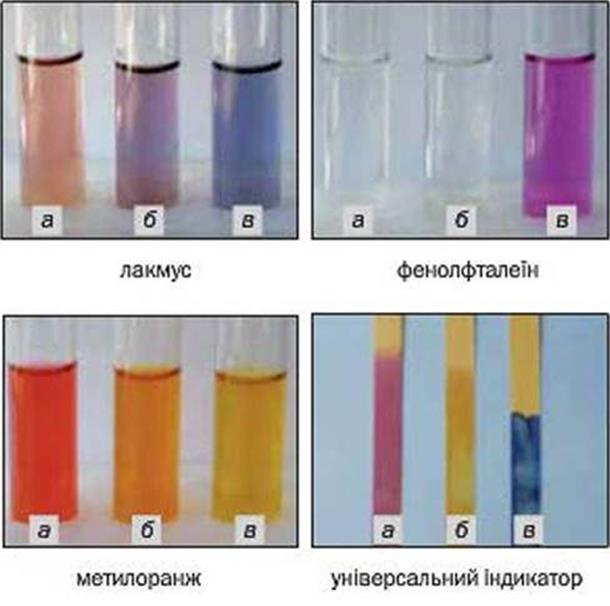 а б в
а б в
лакмус
фенолфталеїн
а б в
а б в
метилоранж
універсальний індикатор